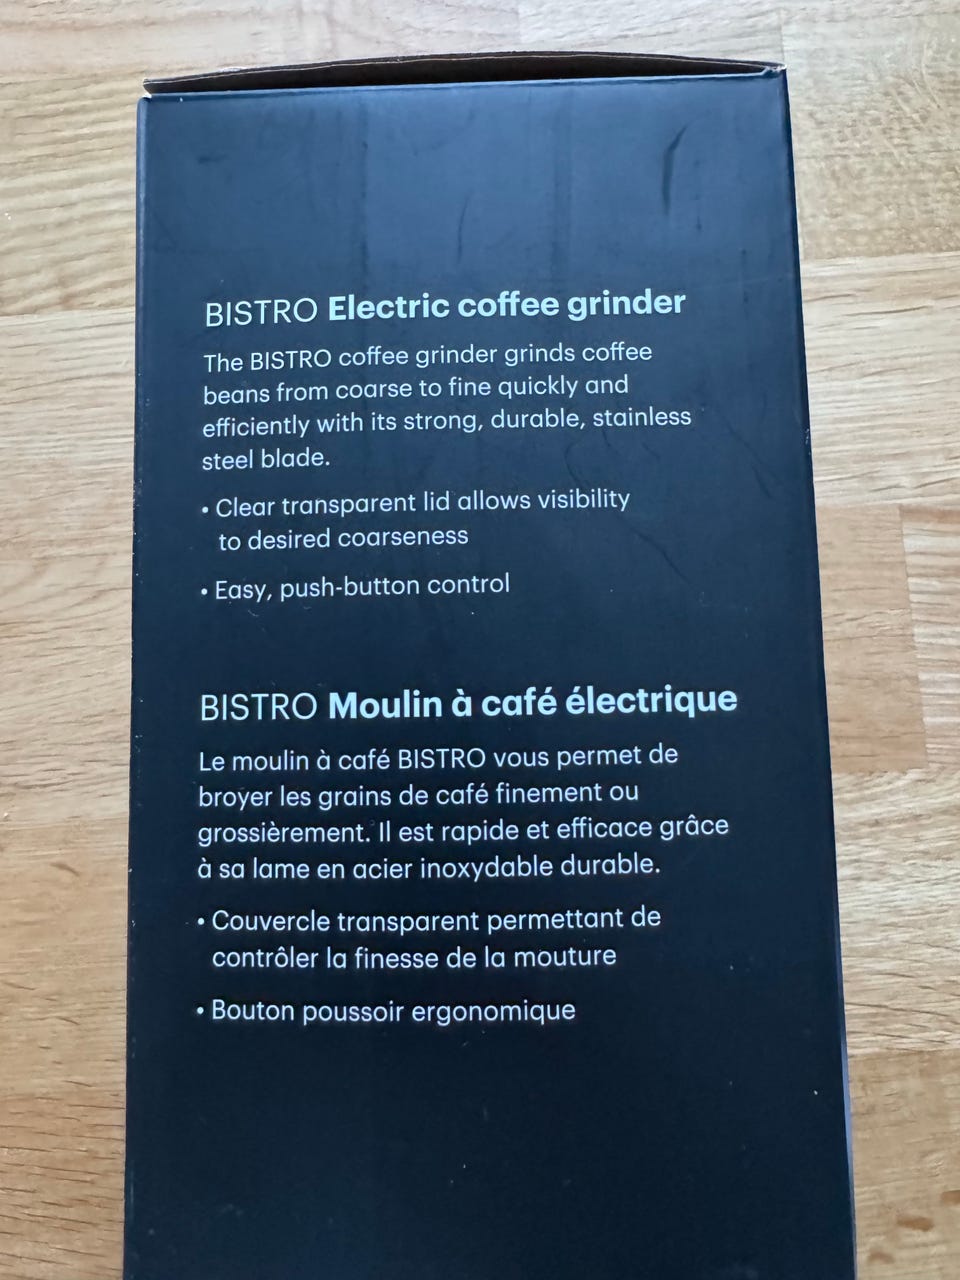 BISTRO Electric coffee grinder
The BISTRO coffee grinder grinds coffee
beans from coarse to fine quickly and
efficiently with its strong, durable, stainless
steel blade.
• Clear transparent lid allows visibility
to desired coarseness
• Easy, push-button control
BISTRO Moulin à café électrique
Le moulin à café BISTRO vous permet de
broyer les grains de café finement ou
grossièrement. Il est rapide et efficace grâce
à sa lame en acier inoxydable durable.
• Couvercle transparent permettant de
contrôler la finesse de la mouture
• Bouton poussoir ergonomique